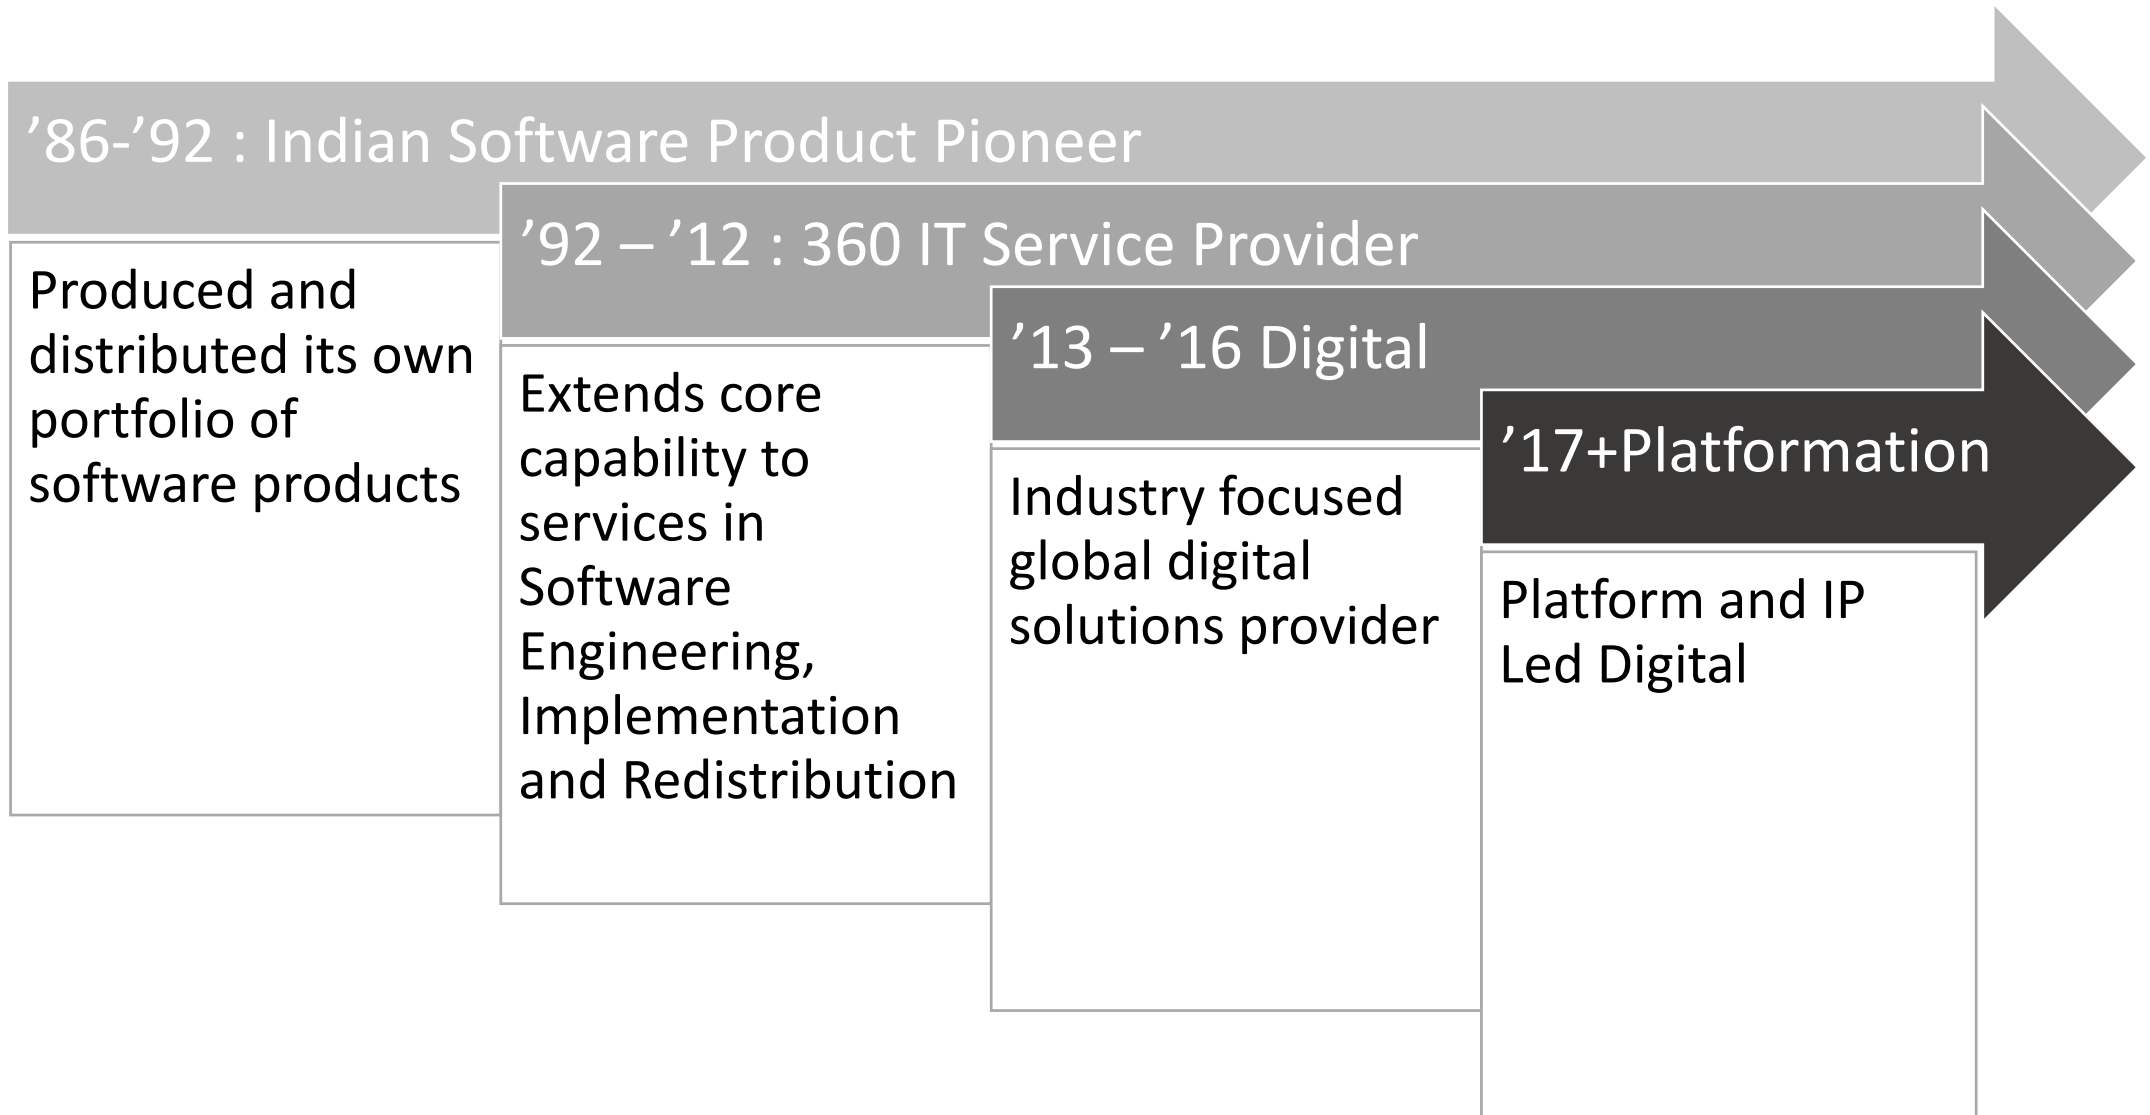 ’86-’92 : Indian Software Product Pioneer
Produced and
distributed its own
portfolio of
software products
’92 – ’12 : 360 IT Service Provider
Extends core
capability to
services in
Software
Engineering,
Implementation
and Redistribution
’13 – ’16 Digital
Industry focused
global digital
solutions provider
’17+Platformation
Platform and IP
Led Digital